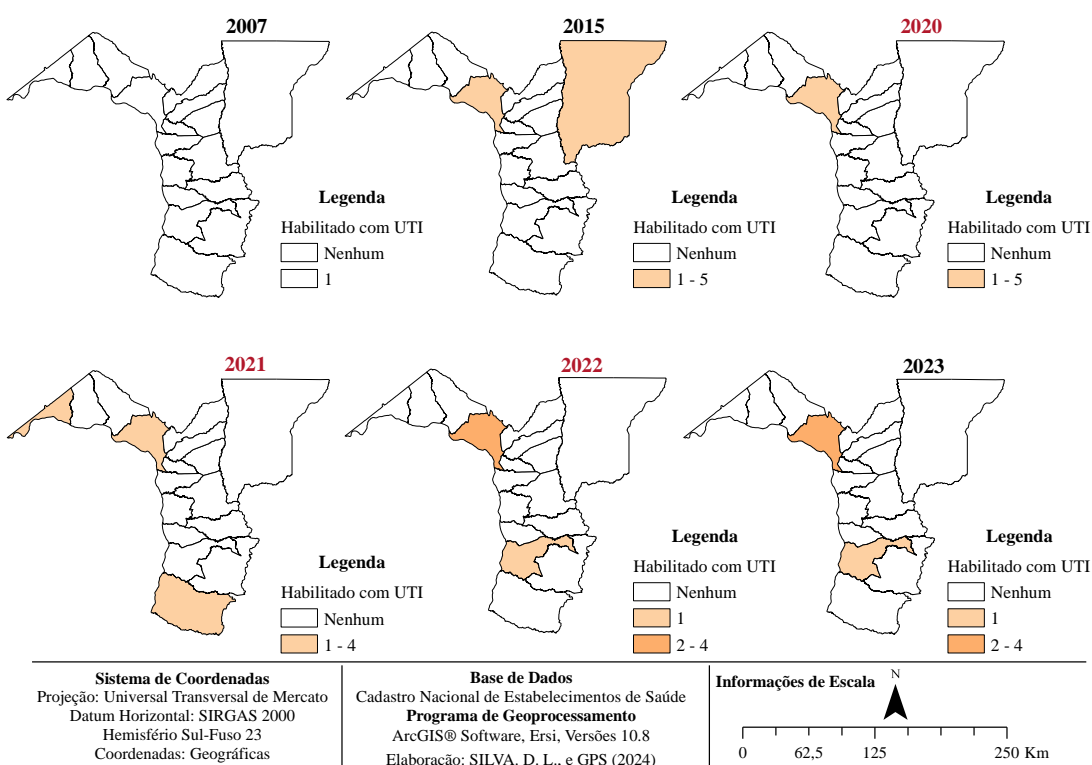 2007
Legenda
Habilitado com UTI
Nenhum
1
2015
Legenda
Habilitado com UTI
Nenhum
1 - 5
2020
Legenda
Habilitado com UTI
Nenhum
1 - 5
2021
Legenda
Habilitado com UTI
Nenhum
1 - 4
2022
Legenda
Habilitado com UTI
Nenhum
1
2 - 4
2023
Legenda
Habilitado com UTI
Nenhum
1
2 - 4
Sistema de Coordenadas
Projeção: Universal Transversal de Mercato
Datum Horizontal: SIRGAS 2000
Hemisfério Sul-Fuso 23
Coordenadas: Geográficas
Base de Dados
Cadastro Nacional de Estabelecimentos de Saúde
Programa de Geoprocessamento
ArcGIS® Software, Ersi, Versões 10.8
Elaboração: SILVA, D. L., e GPS (2024)
Informações de Escala
N
0 62,5 125 250 Km